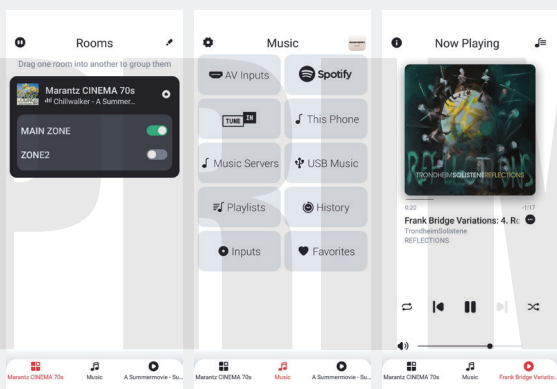 Rooms
Drag one room into another to group them
Marantz CINEMA 70s
Chillwalker - A Summer...
MAIN ZONE
ZONE2
Marantz CINEMA 70s
Music
A Summermovie - Su...
Music
AV Inputs
Spotify
TUNE IN
This Phone
Music Servers
USB Music
Playlists
History
Inputs
Favorites
Marantz CINEMA 70s
Music
A Summermovie - Su...
Now Playing
REFLECTIONS
TRONDHEIMSOLISTENEREFLECTIONS
0:20
-1:17
Frank Bridge Variations: 4. Ro
TrondheimSolistene
REFLECTIONS
Marantz CINEMA 70s
Music
Frank Bridge Variatio...